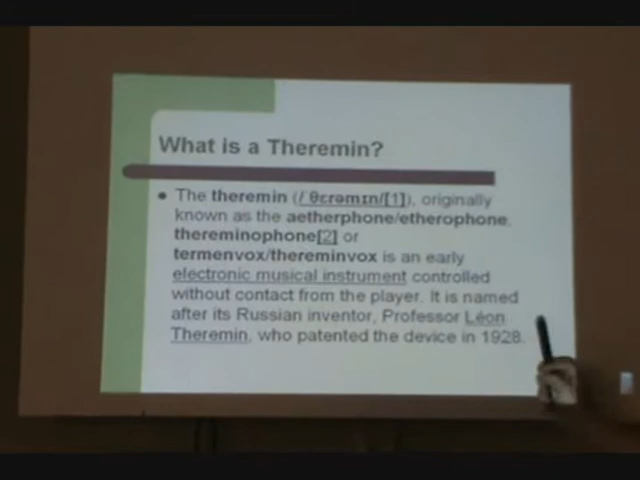 What is a Theremin?
• The theremin (/ˈθɛrəmɪn/[1]), originally
known as the aetherphone/etherophone,
thereminophone[2] or
termenvox/thereminvox is an early
electronic musical instrument controlled
without contact from the player. It is named
after its Russian inventor, Professor Léon
Theremin, who patented the device in 1928.